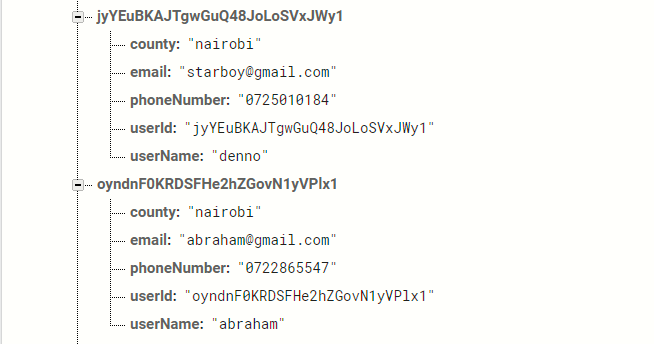 jyYEuBKAJTgwGuQ48JoLoSVxJWy1
county: "nairobi"
email: "starboy@gmail.com"
phoneNumber: "0725010184"
userId: "jyYEuBKAJTgwGuQ48JoLoSVxJWy1"
userName: "denno"
oyndnF0KRDSFHe2hZGovN1yVPlx1
county: "nairobi"
email: "abraham@gmail.com"
phoneNumber: "0722865547"
userId: "oyndnF0KRDSFHe2hZGovN1yVPlx1"
userName: "abraham"